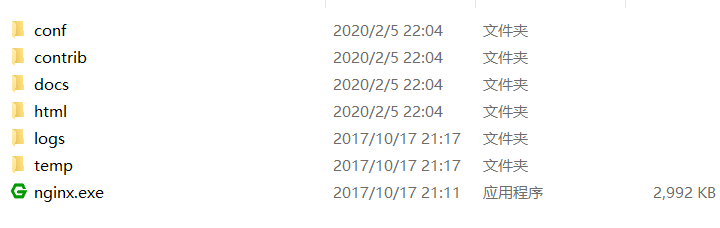 conf 2020/2/5 22:04 文件夹
contrib 2020/2/5 22:04 文件夹
docs 2020/2/5 22:04 文件夹
html 2020/2/5 22:04 文件夹
logs 2017/10/17 21:17 文件夹
temp 2017/10/17 21:17 文件夹
nginx.exe 2017/10/17 21:11 应用程序 2,992 KB